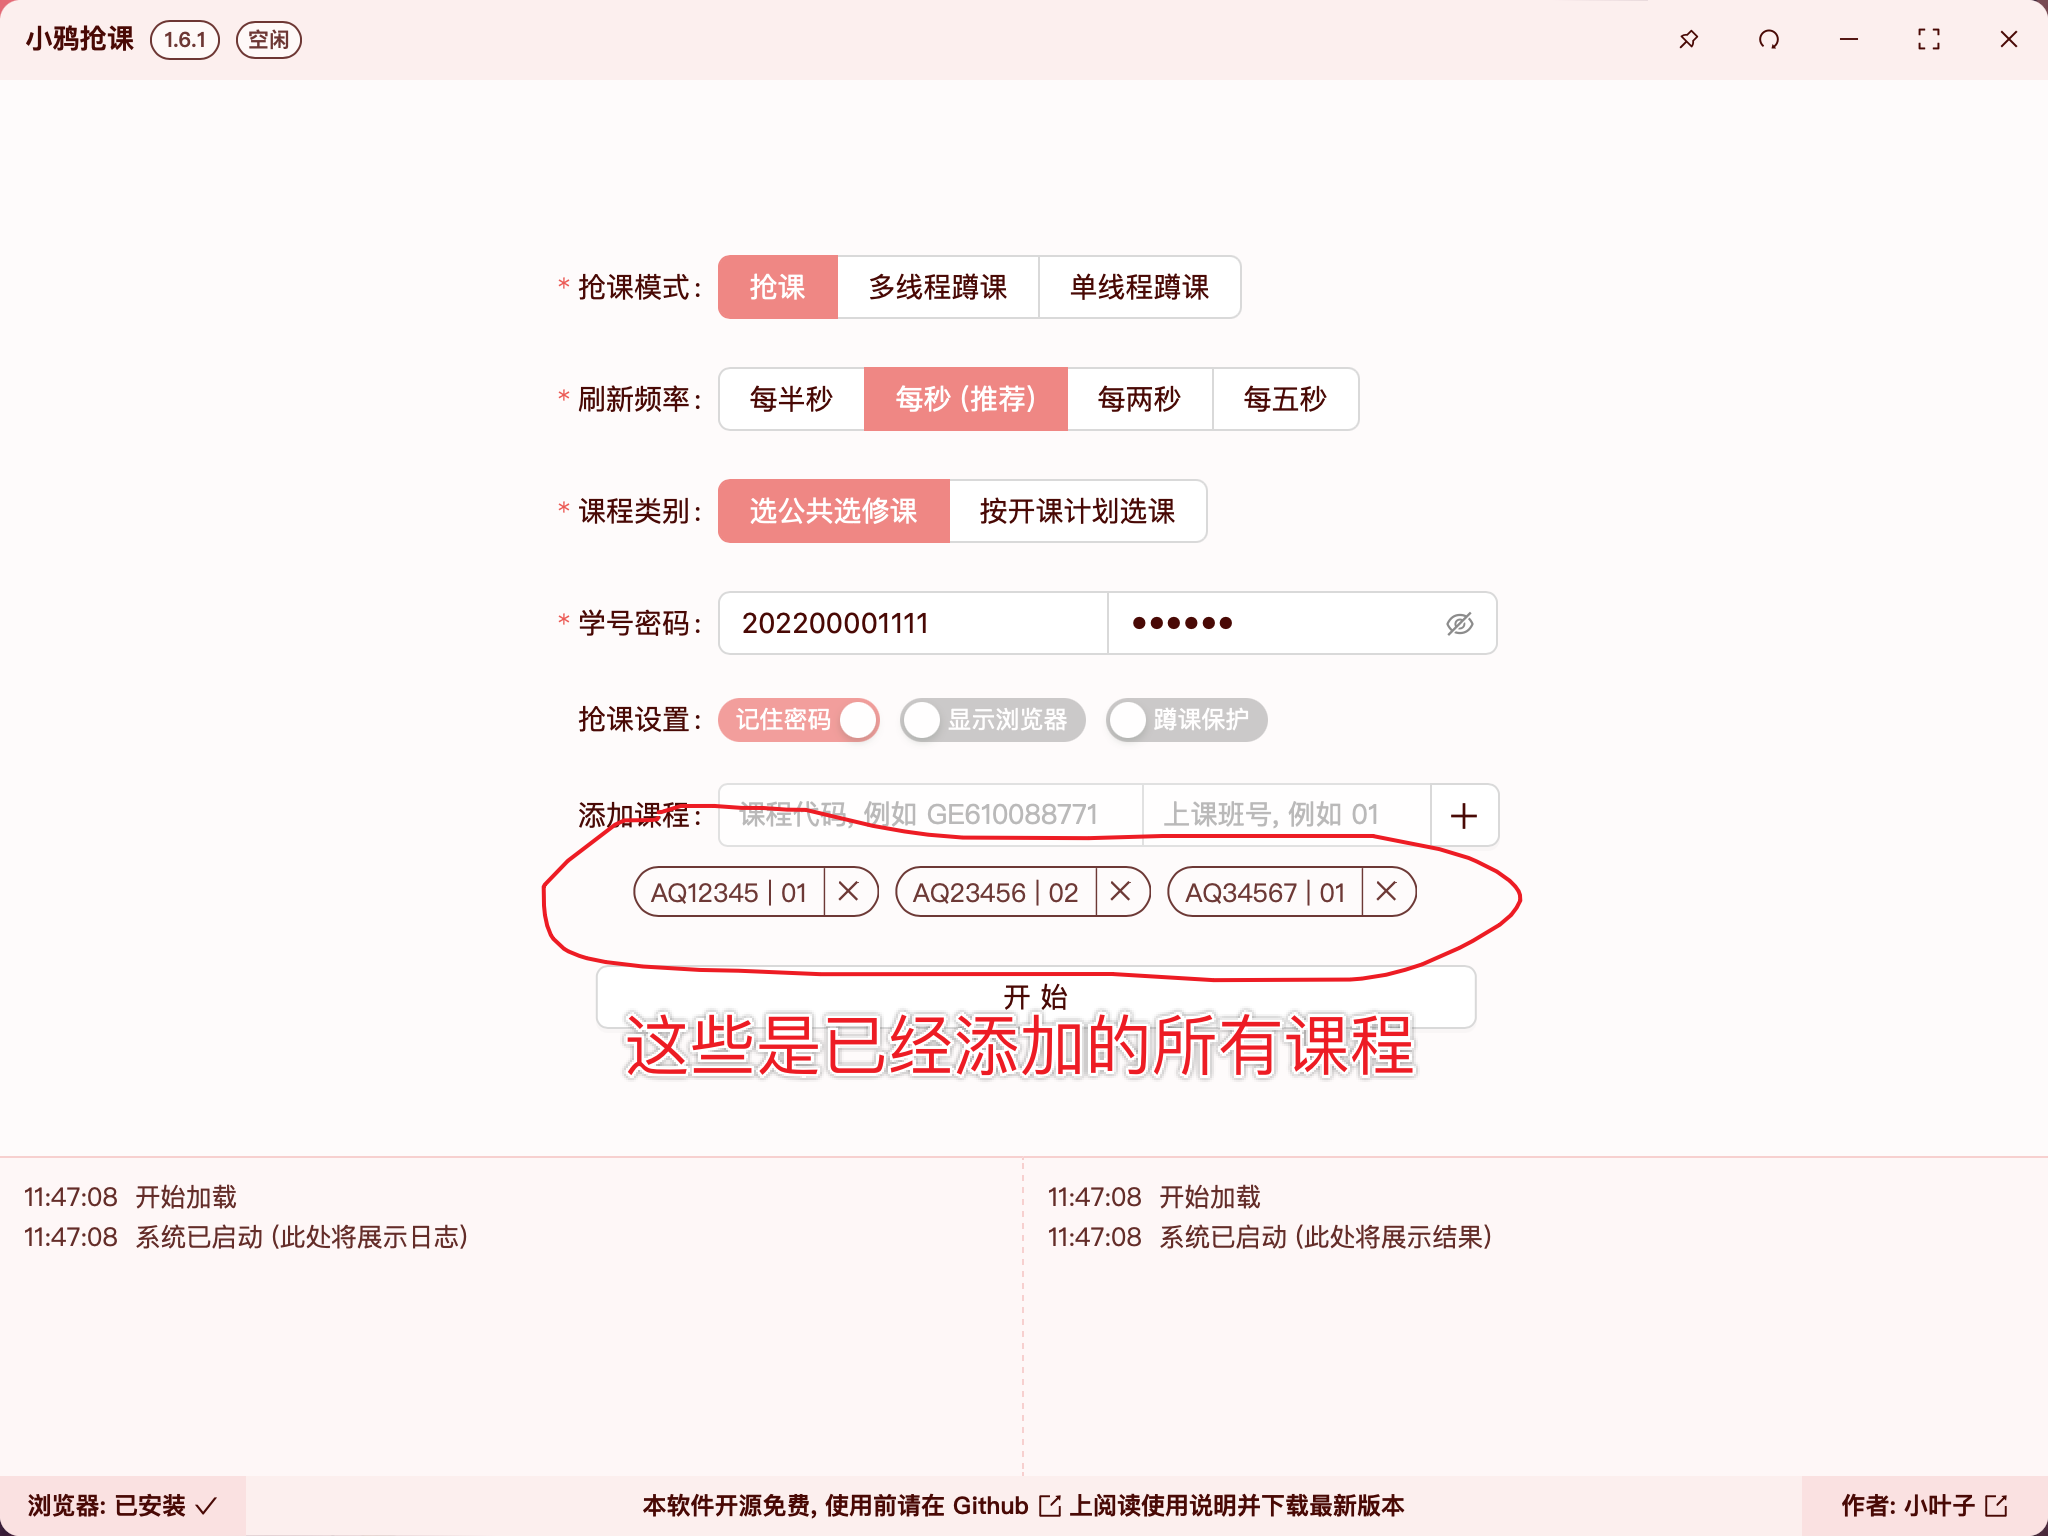 小鸦抢课 1.6.1 空闲
* 抢课模式: 抢课 多线程蹲课 单线程蹲课
* 刷新频率: 每半秒 每秒 (推荐) 每两秒 每五秒
* 课程类别: 选公共选修课 按开课计划选课
* 学号密码: 202200001111 ••••••
抢课设置: 记住密码 显示浏览器 蹲课保护
添加课程: 课程代码, 例如 GE610088771 上课班号, 例如 01
AQ12345 | 01 AQ23456 | 02 AQ34567 | 01
开 始
这些是已经添加的所有课程
11:47:08 开始加载
11:47:08 系统已启动 (此处将展示日志)
11:47:08 开始加载
11:47:08 系统已启动 (此处将展示结果)
浏览器: 已安装
本软件开源免费, 使用前请在 Github 上阅读使用说明并下载最新版本
作者: 小叶子